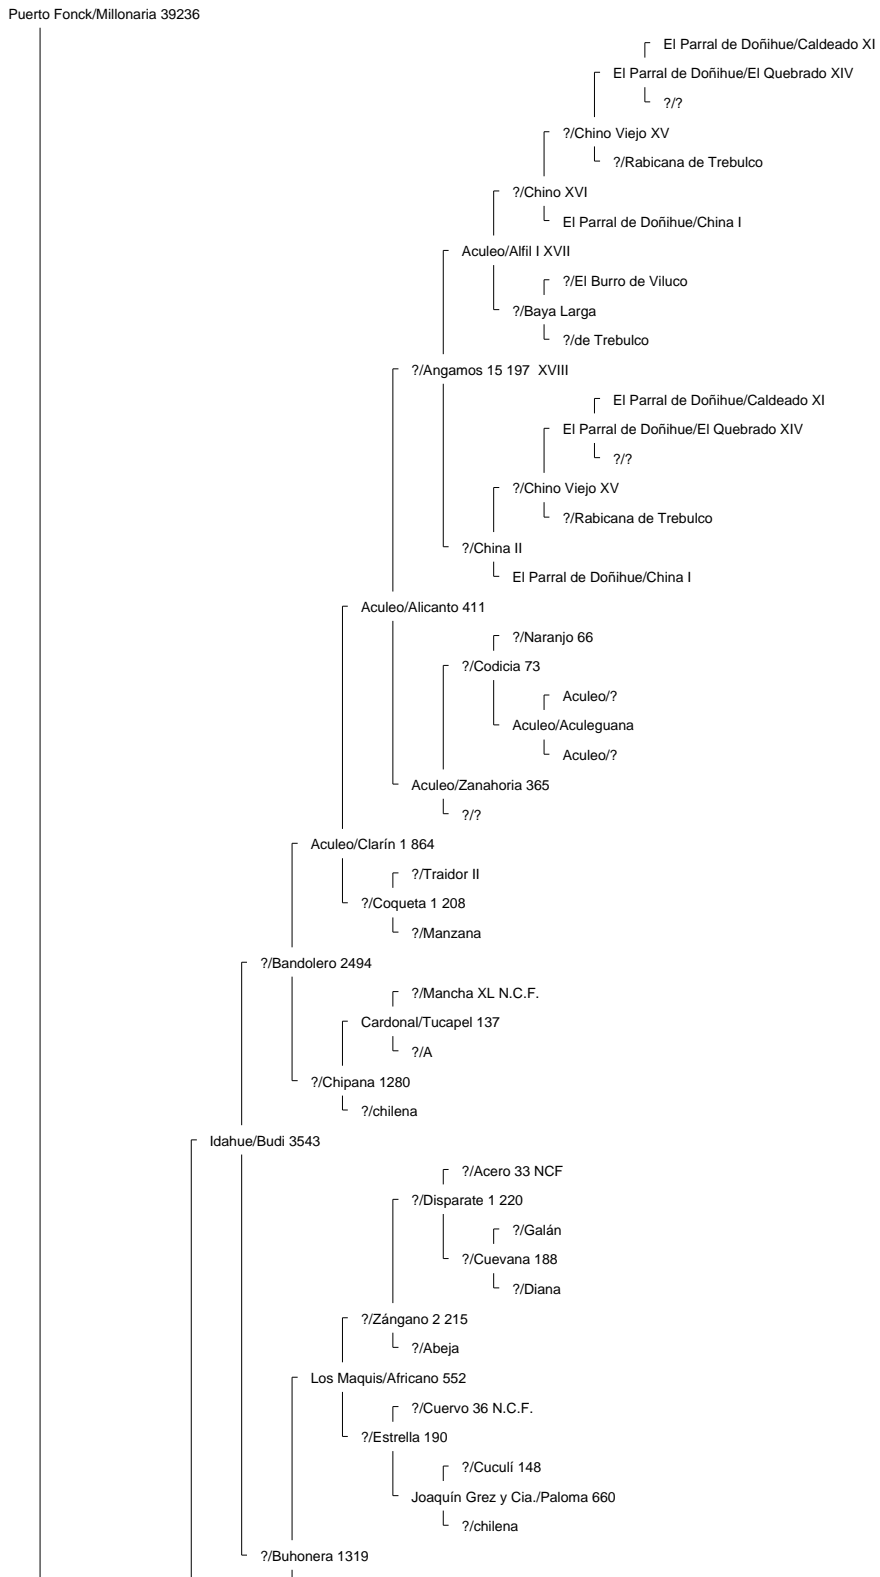 Puerto Fonck/Millonaria 39236
El Parral de Doñihue/Caldeado XI
El Parral de Doñihue/El Quebrado XIV
?/?
?/Chino Viejo XV
?/Rabicana de Trebulco
?/Chino XVI
El Parral de Doñihue/China I
Aculeo/Alfil I XVII
?/El Burro de Viluco
?/Baya Larga
?/de Trebulco
?/Angamos 15 197 XVIII
El Parral de Doñihue/Caldeado XI
El Parral de Doñihue/El Quebrado XIV
?/?
?/Chino Viejo XV
?/Rabicana de Trebulco
?/China II
El Parral de Doñihue/China I
Aculeo/Alicanto 411
?/Naranjo 66
?/Codicia 73
Aculeo/?
Aculeo/Aculeguana
Aculeo/?
Aculeo/Zanahoria 365
?/?
Aculeo/Clarín 1 864
?/Traidor II
?/Coqueta 1 208
?/Manzana
?/Bandolero 2494
?/Mancha XL N.C.F.
Cardonal/Tucapel 137
?/A
?/Chipana 1280
?/chilena
Idahue/Budi 3543
?/Acero 33 NCF
?/Disparate 1 220
?/Galán
?/Cuevana 188
?/Diana
?/Zángano 2 215
?/Abeja
Los Maquis/Africano 552
?/Cuervo 36 N.C.F.
?/Estrella 190
?/Cuculí 148
Joaquín Grez y Cia./Paloma 660
?/chilena
?/Buhonera 1319